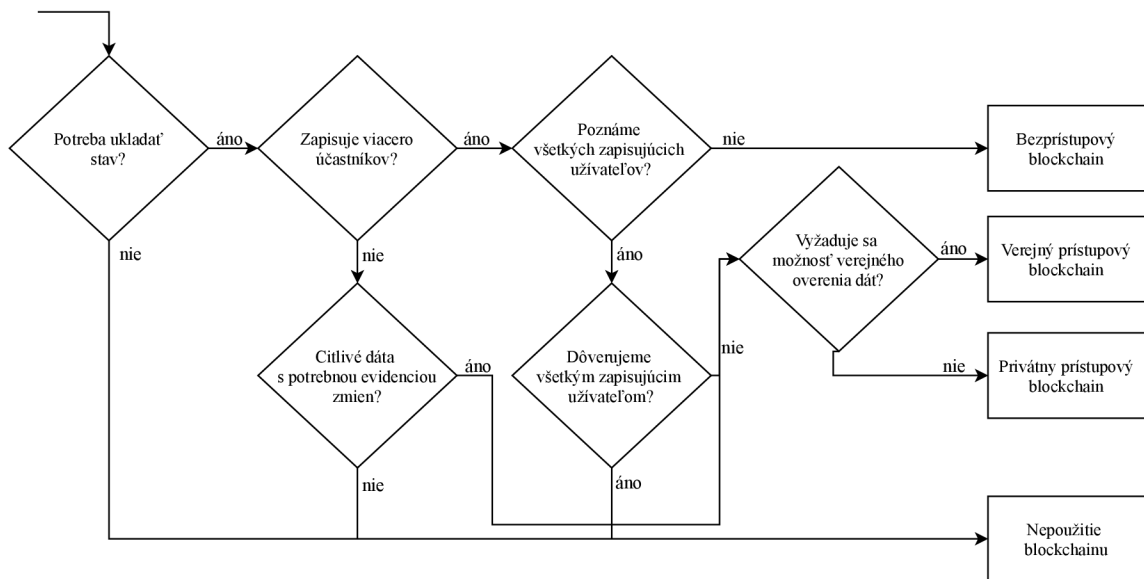 Potreba ukladať
stav?
áno
nie
Zapisuje viacero
účastníkov?
áno
nie
Poznáme
všetkých zapisujúcich
užívateľov?
nie
áno
Bezprístupový
blockchain
Vyžaduje sa
možnosť verejného
overenia dát?
áno
nie
Verejný prístupový
blockchain
Privátny prístupový
blockchain
Citlivé dáta
s potrebnou evidenciou
zmien?
áno
nie
Dôverujeme
všetkým zapisujúcim
užívateľom?
nie
áno
Nepoužitie
blockchainu